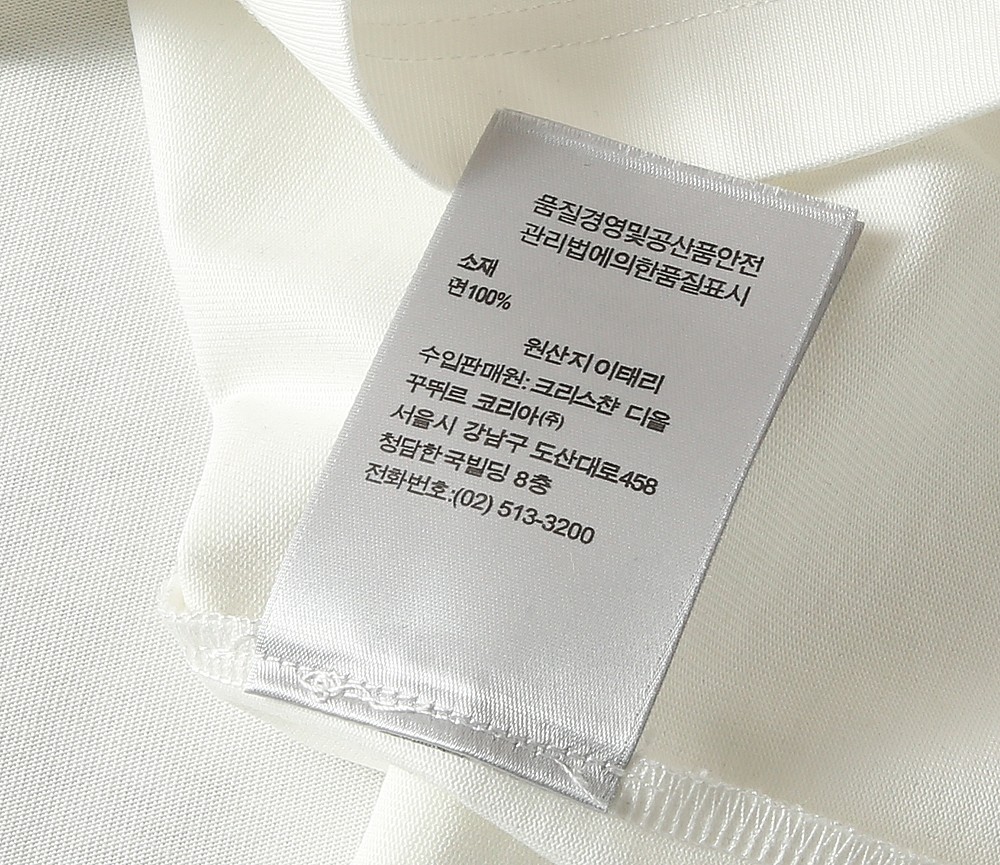 품질경영및공산품안전
관리법에의한품질표시
소재
면100%
원산지 이태리
수입판매원: 크리스챤 디올
꾸뛰르 코리아(주)
서울시 강남구 도산대로458
청담한국빌딩 8층
전화번호:(02) 513-3200